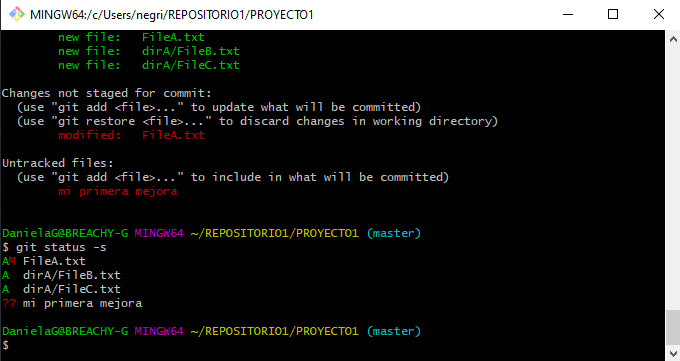 MINGW64:/c/Users/negri/REPOSITORIO1/PROYECTO1
new file:   FileA.txt
new file:   dirA/FileB.txt
new file:   dirA/FileC.txt
Changes not staged for commit:
(use "git add <file>..." to update what will be committed)
(use "git restore <file>..." to discard changes in working directory)
modified:   FileA.txt
Untracked files:
(use "git add <file>..." to include in what will be committed)
mi primera mejora
DanielaG@BREACHY-G MINGW64 ~/REPOSITORIO1/PROYECTO1 (master)
$ git status -s
AM FileA.txt
A  dirA/FileB.txt
A  dirA/FileC.txt
?? mi primera mejora
DanielaG@BREACHY-G MINGW64 ~/REPOSITORIO1/PROYECTO1 (master)
$